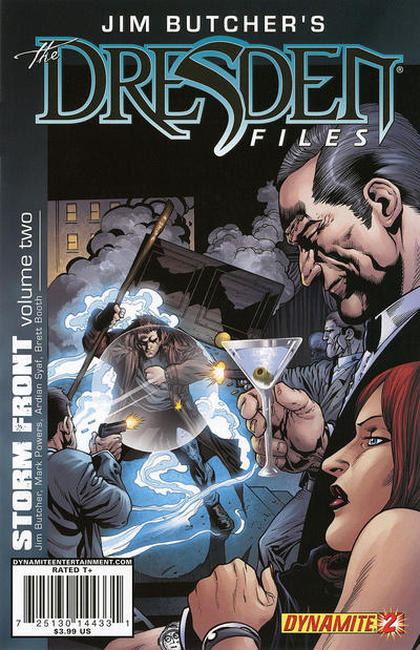 JIM BUTCHER'S
The
DRESDEN®
FILES
STORM FRONT volume two
Jim Butcher, Mark Powers, Ardian Syaf, Brett Booth
DYNAMITEENTERTAINMENT.COM
RATED T+
7 25130 14433 1
$3.99 US
DYNAMITE 2